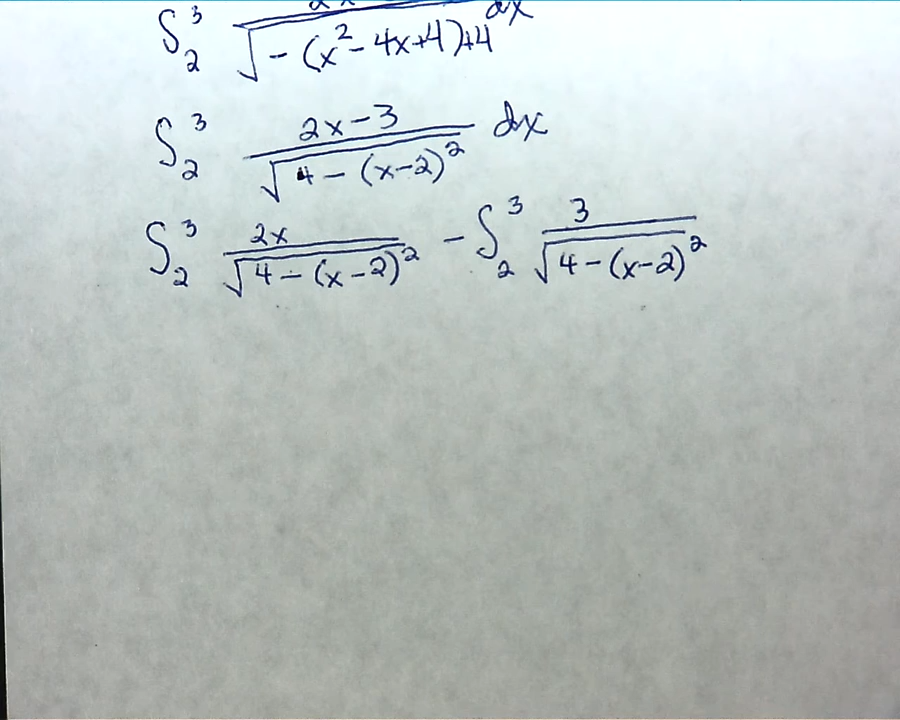 ∫₂³ / √(-(x²-4x+4)+4) dx
∫₂³ (2x-3) / √(4-(x-2)²) dx
∫₂³ 2x / √(4-(x-2)²) - ∫₂³ 3 / √(4-(x-2)²)